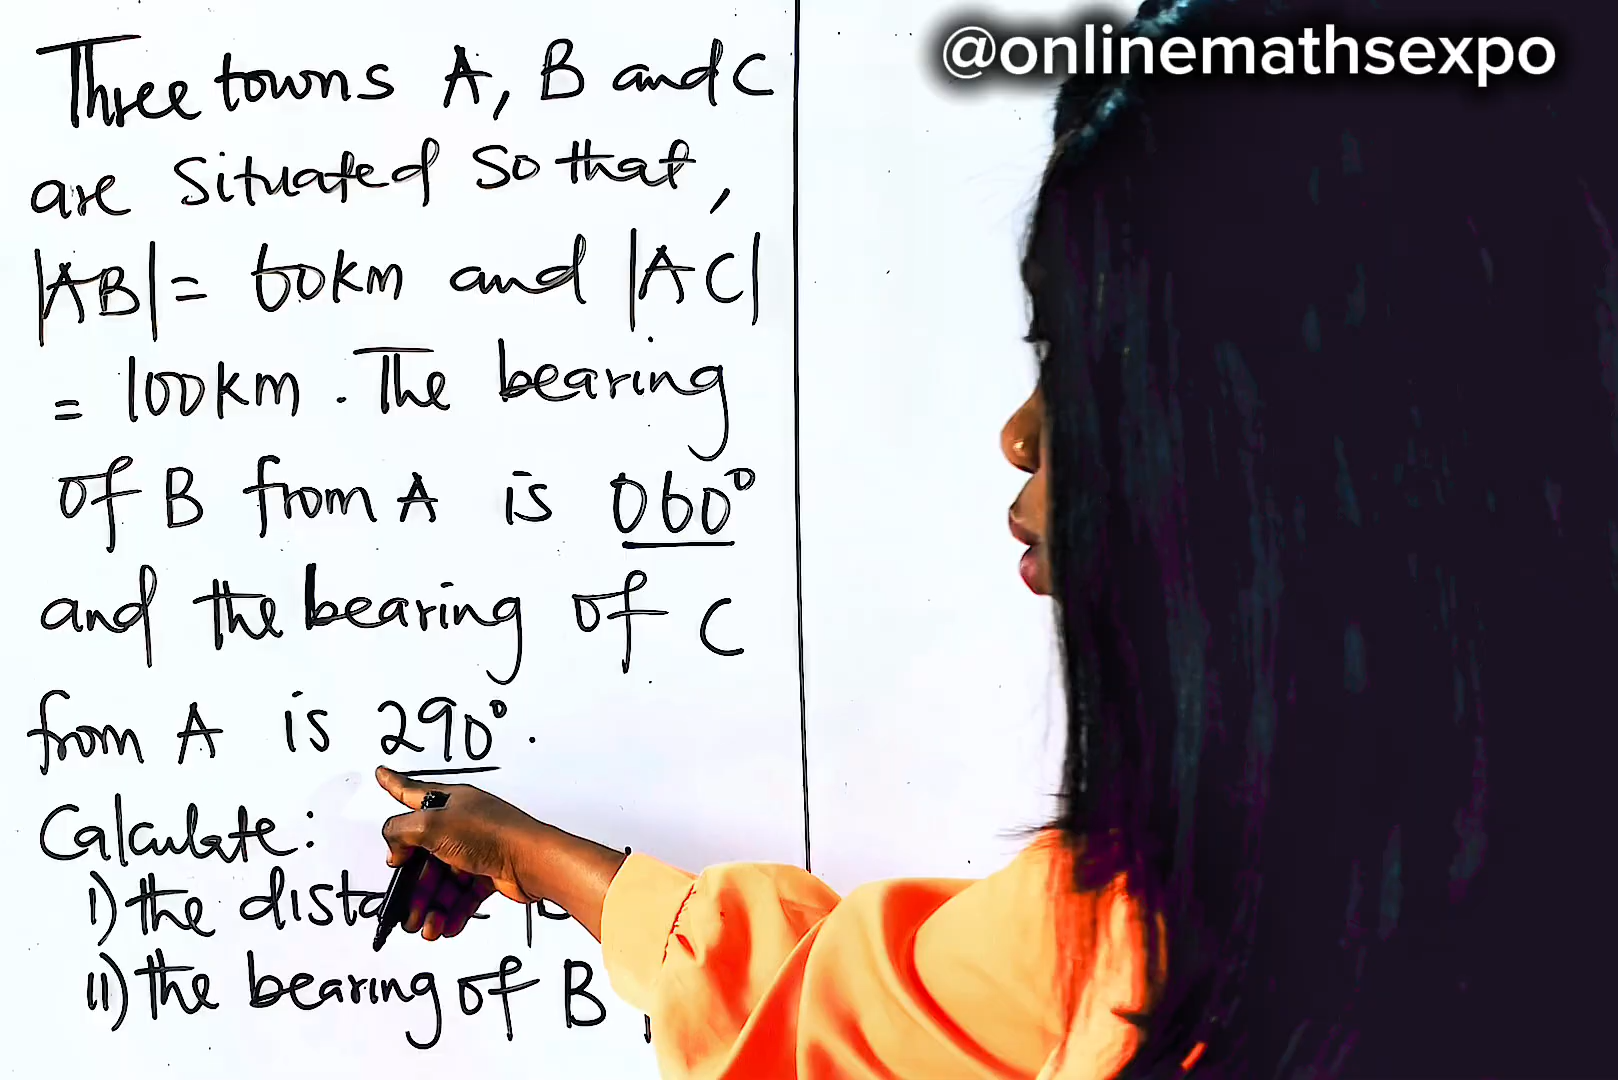 @onlinemathsexpo
Three towns A, B and C
are situated so that,
|AB| = 60km and |AC|
= 100km. The bearing
of B from A is 060°
and the bearing of C
from A is 290°.
Calculate:
i) the
ii) the bearing of B